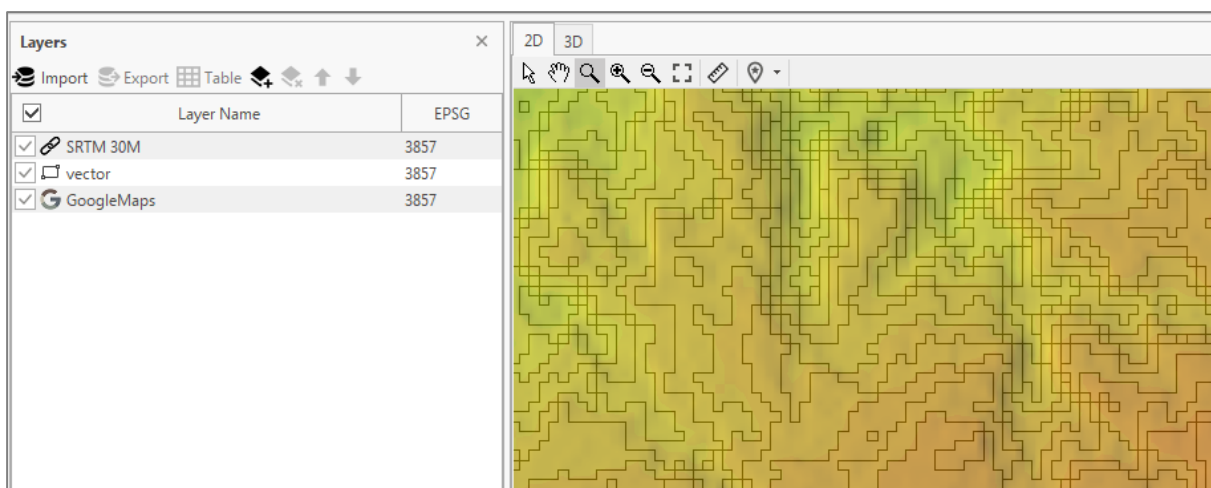 Layers
Import Export Table
Layer Name EPSG
SRTM 30M 3857
vector 3857
GoogleMaps 3857
2D 3D